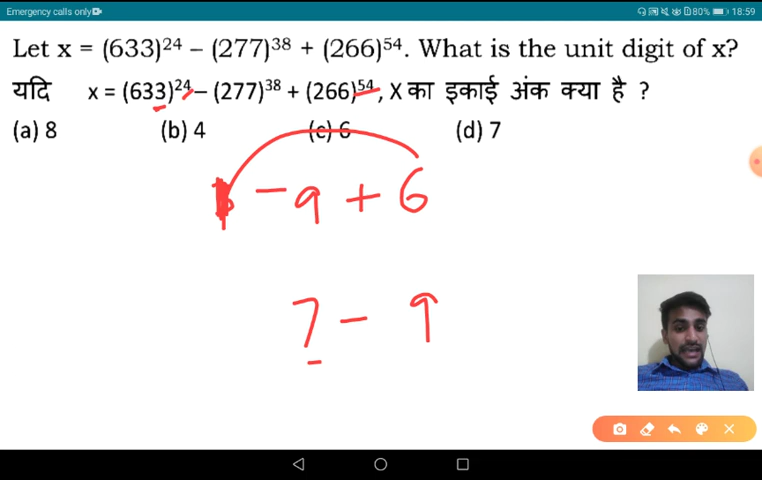 Emergency calls only 80% 18:59
Let x = (633)²⁴ – (277)³⁸ + (266)⁵⁴. What is the unit digit of x?
यदि x = (633)²⁴ – (277)³⁸ + (266)⁵⁴, X का इकाई अंक क्या है ?
(a) 8 (b) 4 (c) 6 (d) 7
1 – 9 + 6
7 – 9